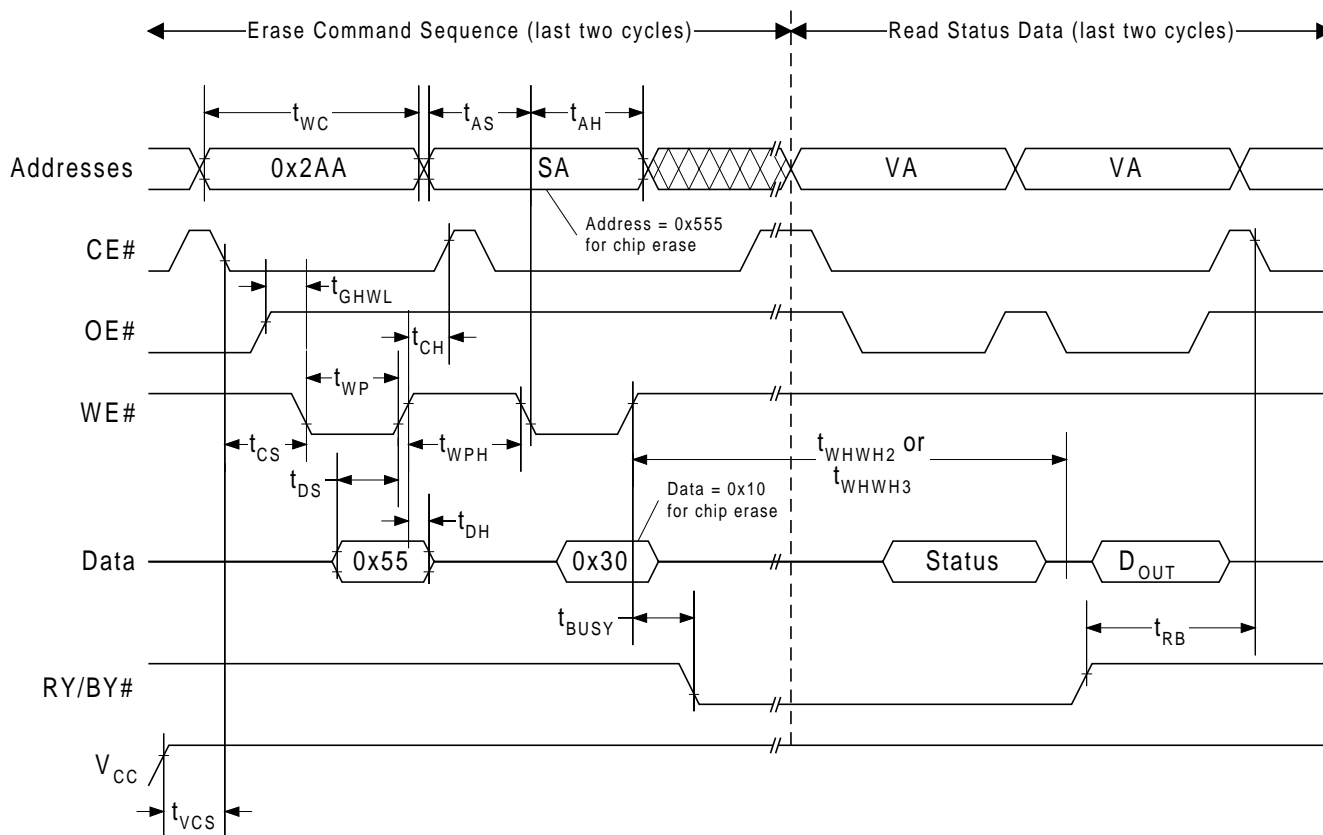 Erase Command Sequence (last two cycles) Read Status Data (last two cycles)
tWC tAS tAH
Addresses 0x2AA SA VA VA
Address = 0x555
for chip erase
CE#
tGHWL
OE#
tCH
tWP
WE#
tCS tWPH tWHWH2 or
tWHWH3
tDS
Data = 0x10
for chip erase
tDH
Data 0x55 0x30 Status DOUT
tBUSY tRB
RY/BY#
VCC
tVCS